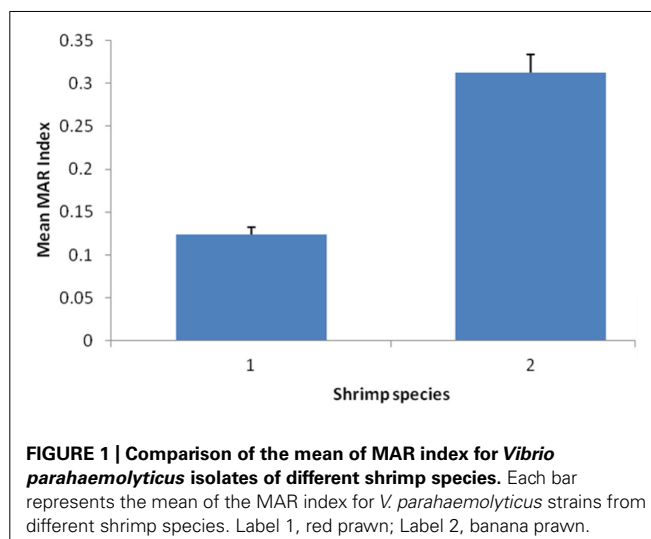 0.35
0.3
0.25
0.2
0.15
0.1
0.05
0
Mean MAR Index
1
2
Shrimp species
FIGURE 1 | Comparison of the mean of MAR index for Vibrio
parahaemolyticus isolates of different shrimp species. Each bar
represents the mean of the MAR index for V. parahaemolyticus strains from
different shrimp species. Label 1, red prawn; Label 2, banana prawn.